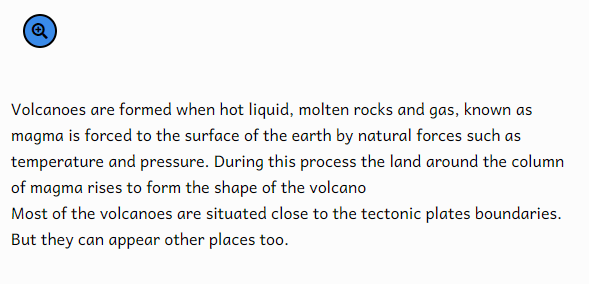 Volcanoes are formed when hot liquid, molten rocks and gas, known as
magma is forced to the surface of the earth by natural forces such as
temperature and pressure. During this process the land around the column
of magma rises to form the shape of the volcano
Most of the volcanoes are situated close to the tectonic plates boundaries.
But they can appear other places too.